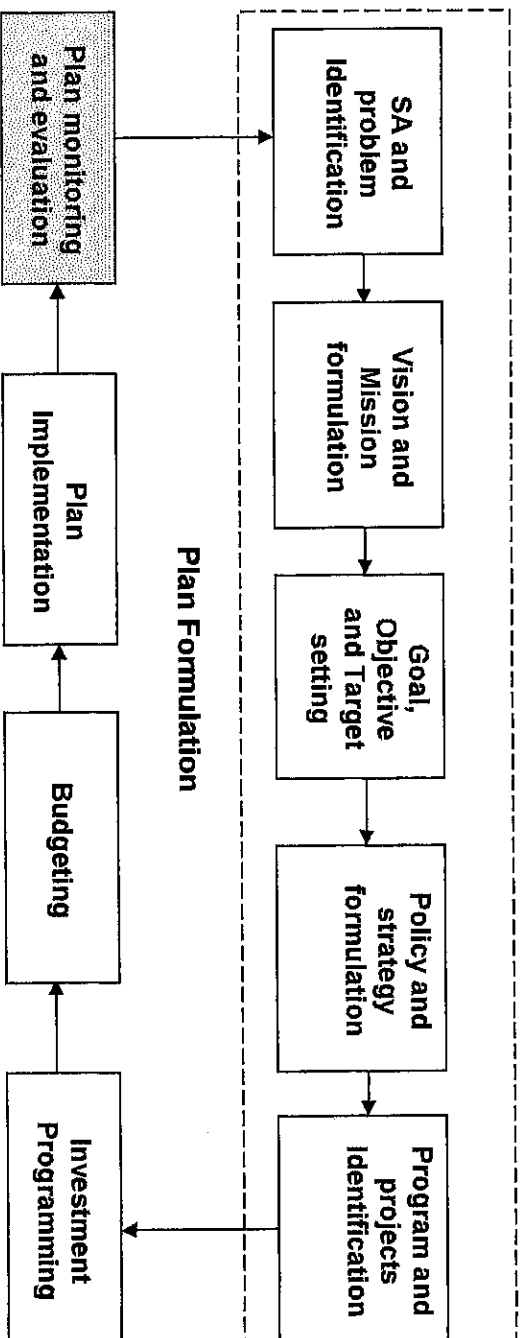 SA and
problem
Identification
Vision and
Mission
formulation
Goal,
Objective
and Target
setting
Policy and
strategy
formulation
Program and
projects
Identification
Plan Formulation
Plan monitoring
and evaluation
Plan
Implementation
Budgeting
Investment
Programming